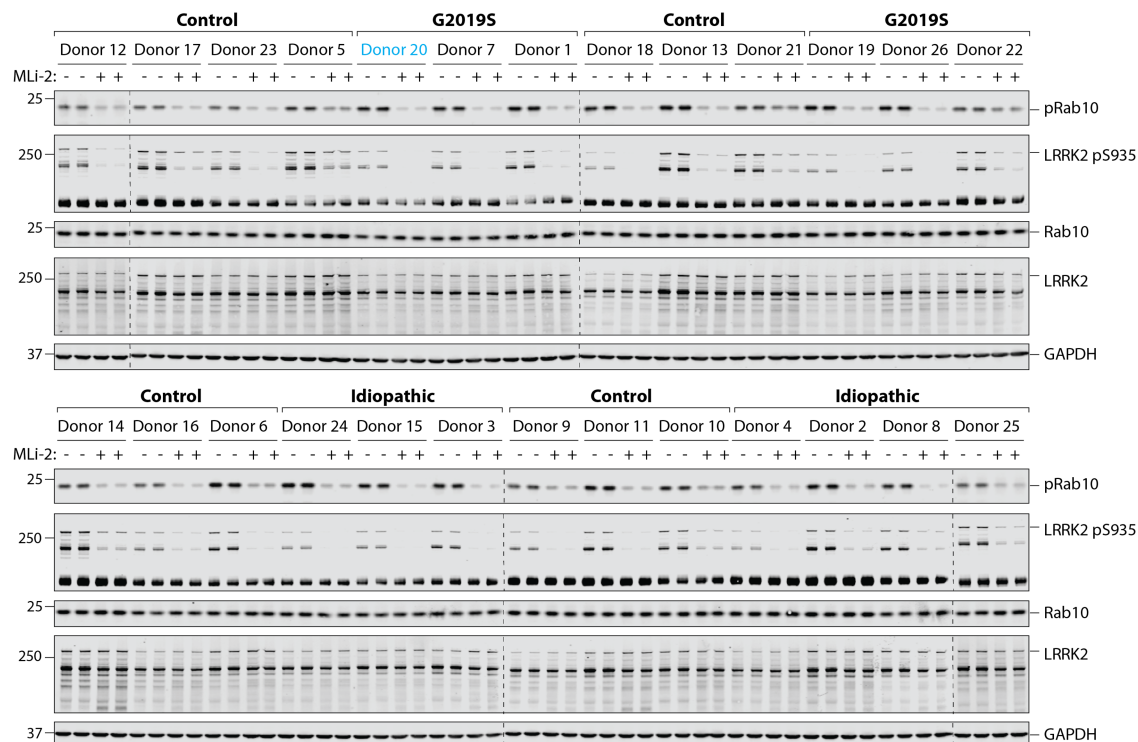 Control G2019S Control G2019S
Donor 12 Donor 17 Donor 23 Donor 5 Donor 20 Donor 7 Donor 1 Donor 18 Donor 13 Donor 21 Donor 19 Donor 26 Donor 22
MLi-2: - - + + - - + + - - + + - - + + - - + + - - + + - - + + - - + + - - + + - - + + - - + + - - + + - - + +
25 pRab10
250 LRRK2 pS935
25 Rab10
250 LRRK2
37 GAPDH
Control Idiopathic Control Idiopathic
Donor 14 Donor 16 Donor 6 Donor 24 Donor 15 Donor 3 Donor 9 Donor 11 Donor 10 Donor 4 Donor 2 Donor 8 Donor 25
MLi-2: - - + + - - + + - - + + - - + + - - + + - - + + - - + + - - + + - - + + - - + + - - + + - - + + - - + +
25 pRab10
250 LRRK2 pS935
25 Rab10
250 LRRK2
37 GAPDH